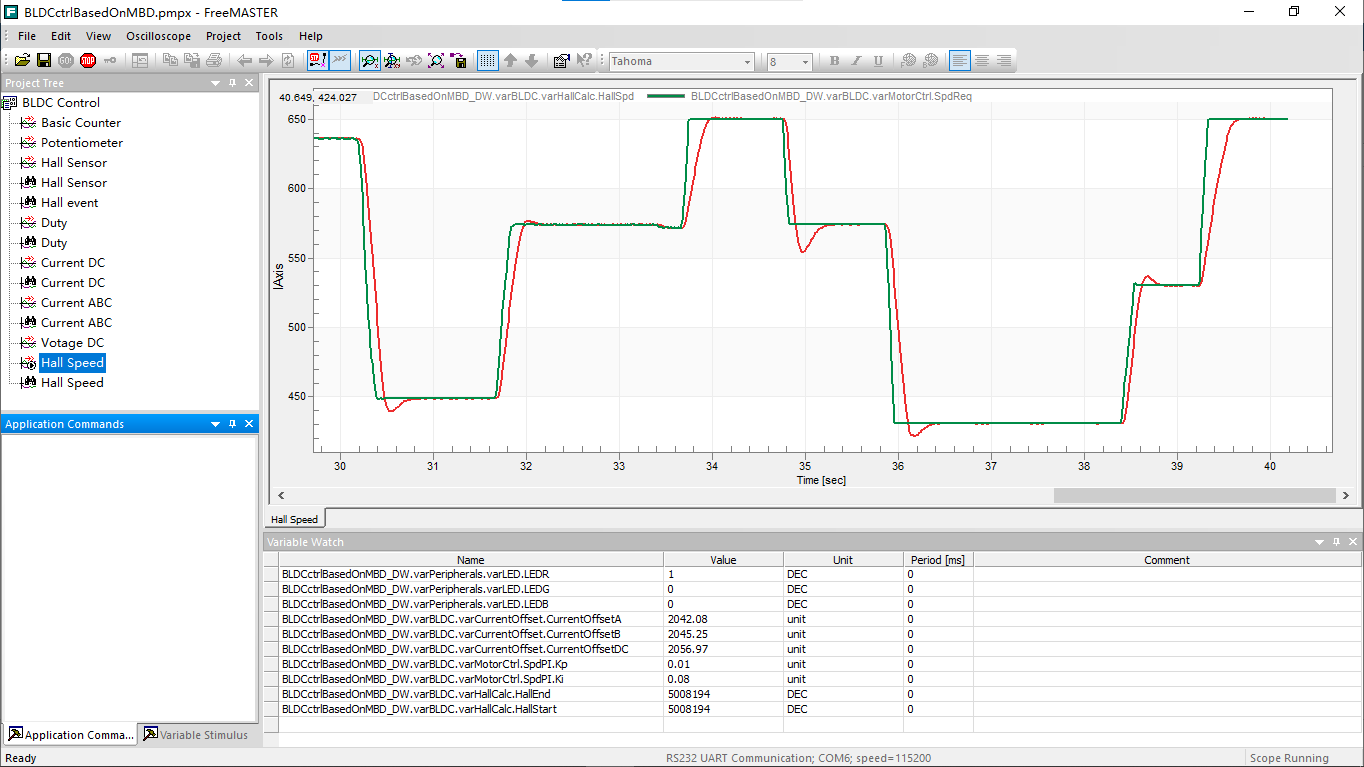 BLDCctrlBasedOnMBD.pmpx - FreeMASTER
File Edit View Oscilloscope Project Tools Help
GO! STOP Tahoma 8 B I U
Project Tree
BLDC Control
Basic Counter
Potentiometer
Hall Sensor
Hall Sensor
Hall event
Duty
Duty
Current DC
Current DC
Current ABC
Current ABC
Votage DC
Hall Speed
Hall Speed
Application Commands
Application Comma...
Variable Stimulus
40.649, 424.027
DCctrlBasedOnMBD_DW.varBLDC.varHallCalc.HallSpd
BLDCctrlBasedOnMBD_DW.varBLDC.varMotorCtrl.SpdReq
650
600
550
500
450
IAxis
30 31 32 33 34 35 36 37 38 39 40
Time [sec]
Hall Speed
Variable Watch
Name Value Unit Period [ms] Comment
BLDCctrlBasedOnMBD_DW.varPeripherals.varLED.LEDR 1 DEC 0
BLDCctrlBasedOnMBD_DW.varPeripherals.varLED.LEDG 0 DEC 0
BLDCctrlBasedOnMBD_DW.varPeripherals.varLED.LEDB 0 DEC 0
BLDCctrlBasedOnMBD_DW.varBLDC.varCurrentOffset.CurrentOffsetA 2042.08 unit 0
BLDCctrlBasedOnMBD_DW.varBLDC.varCurrentOffset.CurrentOffsetB 2045.25 unit 0
BLDCctrlBasedOnMBD_DW.varBLDC.varCurrentOffset.CurrentOffsetDC 2056.97 unit 0
BLDCctrlBasedOnMBD_DW.varBLDC.varMotorCtrl.SpdPI.Kp 0.01 unit 0
BLDCctrlBasedOnMBD_DW.varBLDC.varMotorCtrl.SpdPI.Ki 0.08 unit 0
BLDCctrlBasedOnMBD_DW.varBLDC.varHallCalc.HallEnd 5008194 DEC 0
BLDCctrlBasedOnMBD_DW.varBLDC.varHallCalc.HallStart 5008194 DEC 0
Ready
RS232 UART Communication; COM6; speed=115200
Scope Running